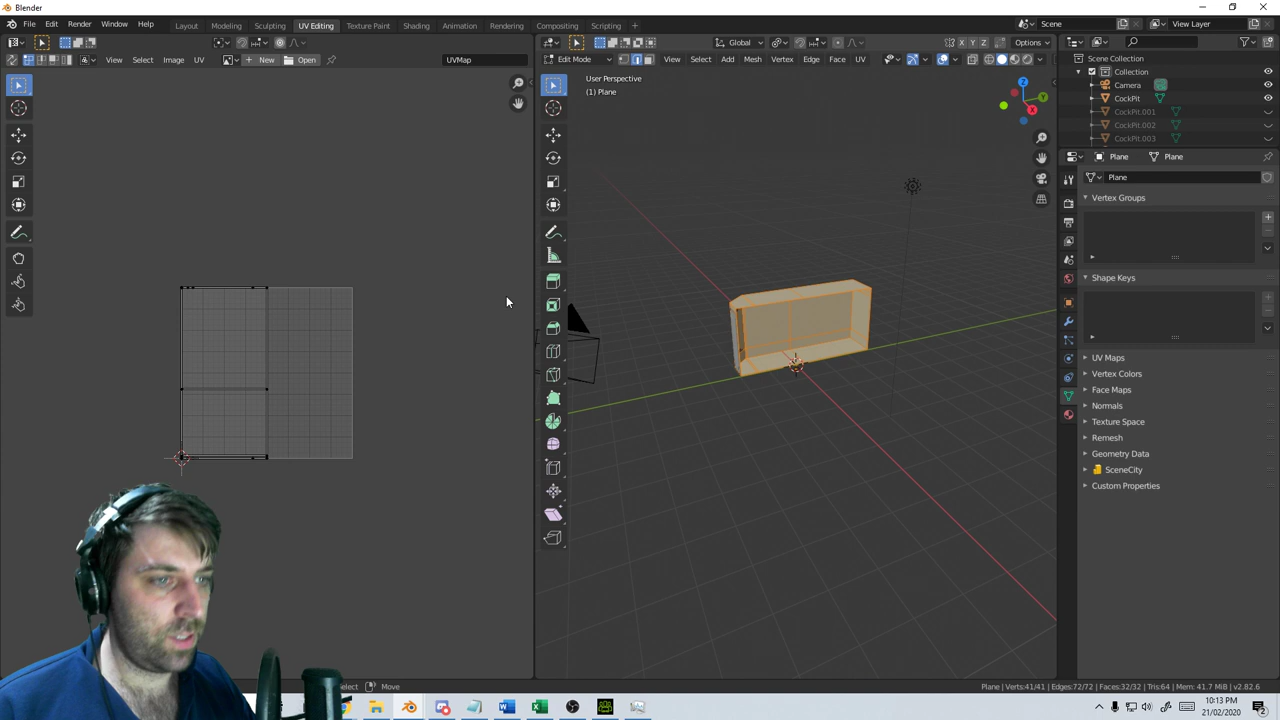 Blender
File Edit Render Window Help Layout Modeling Sculpting UV Editing Texture Paint Shading Animation Rendering Compositing Scripting + Scene View Layer
Global Options
X Y Z
View Select Image UV New Open UVMap
Edit Mode View Select Add Mesh Vertex Edge Face UV
User Perspective
(1) Plane
Z
Y
X
Scene Collection
Collection
Camera
CockPit
CockPit.001
CockPit.002
CockPit.003
Plane Plane
Plane
Vertex Groups
Shape Keys
UV Maps
Vertex Colors
Face Maps
Normals
Texture Space
Remesh
Geometry Data
SceneCity
Custom Properties
Select Move
Plane | Verts:41/41 | Edges:72/72 | Faces:32/32 | Tris:64 | Mem: 41.7 MiB | v2.82.6
10:13 PM
21/02/2020
2